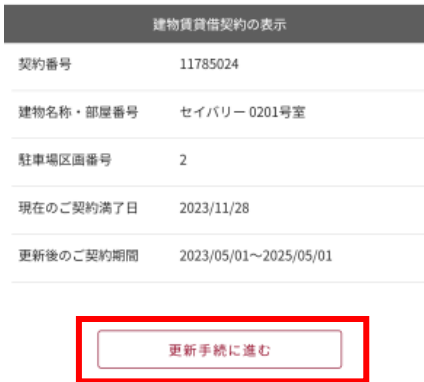 建物賃貸借契約の表示
契約番号 11785024
建物名称・部屋番号 セイバリー 0201号室
駐車場区画番号 2
現在のご契約満了日 2023/11/28
更新後のご契約期間 2023/05/01～2025/05/01
更新手続に進む